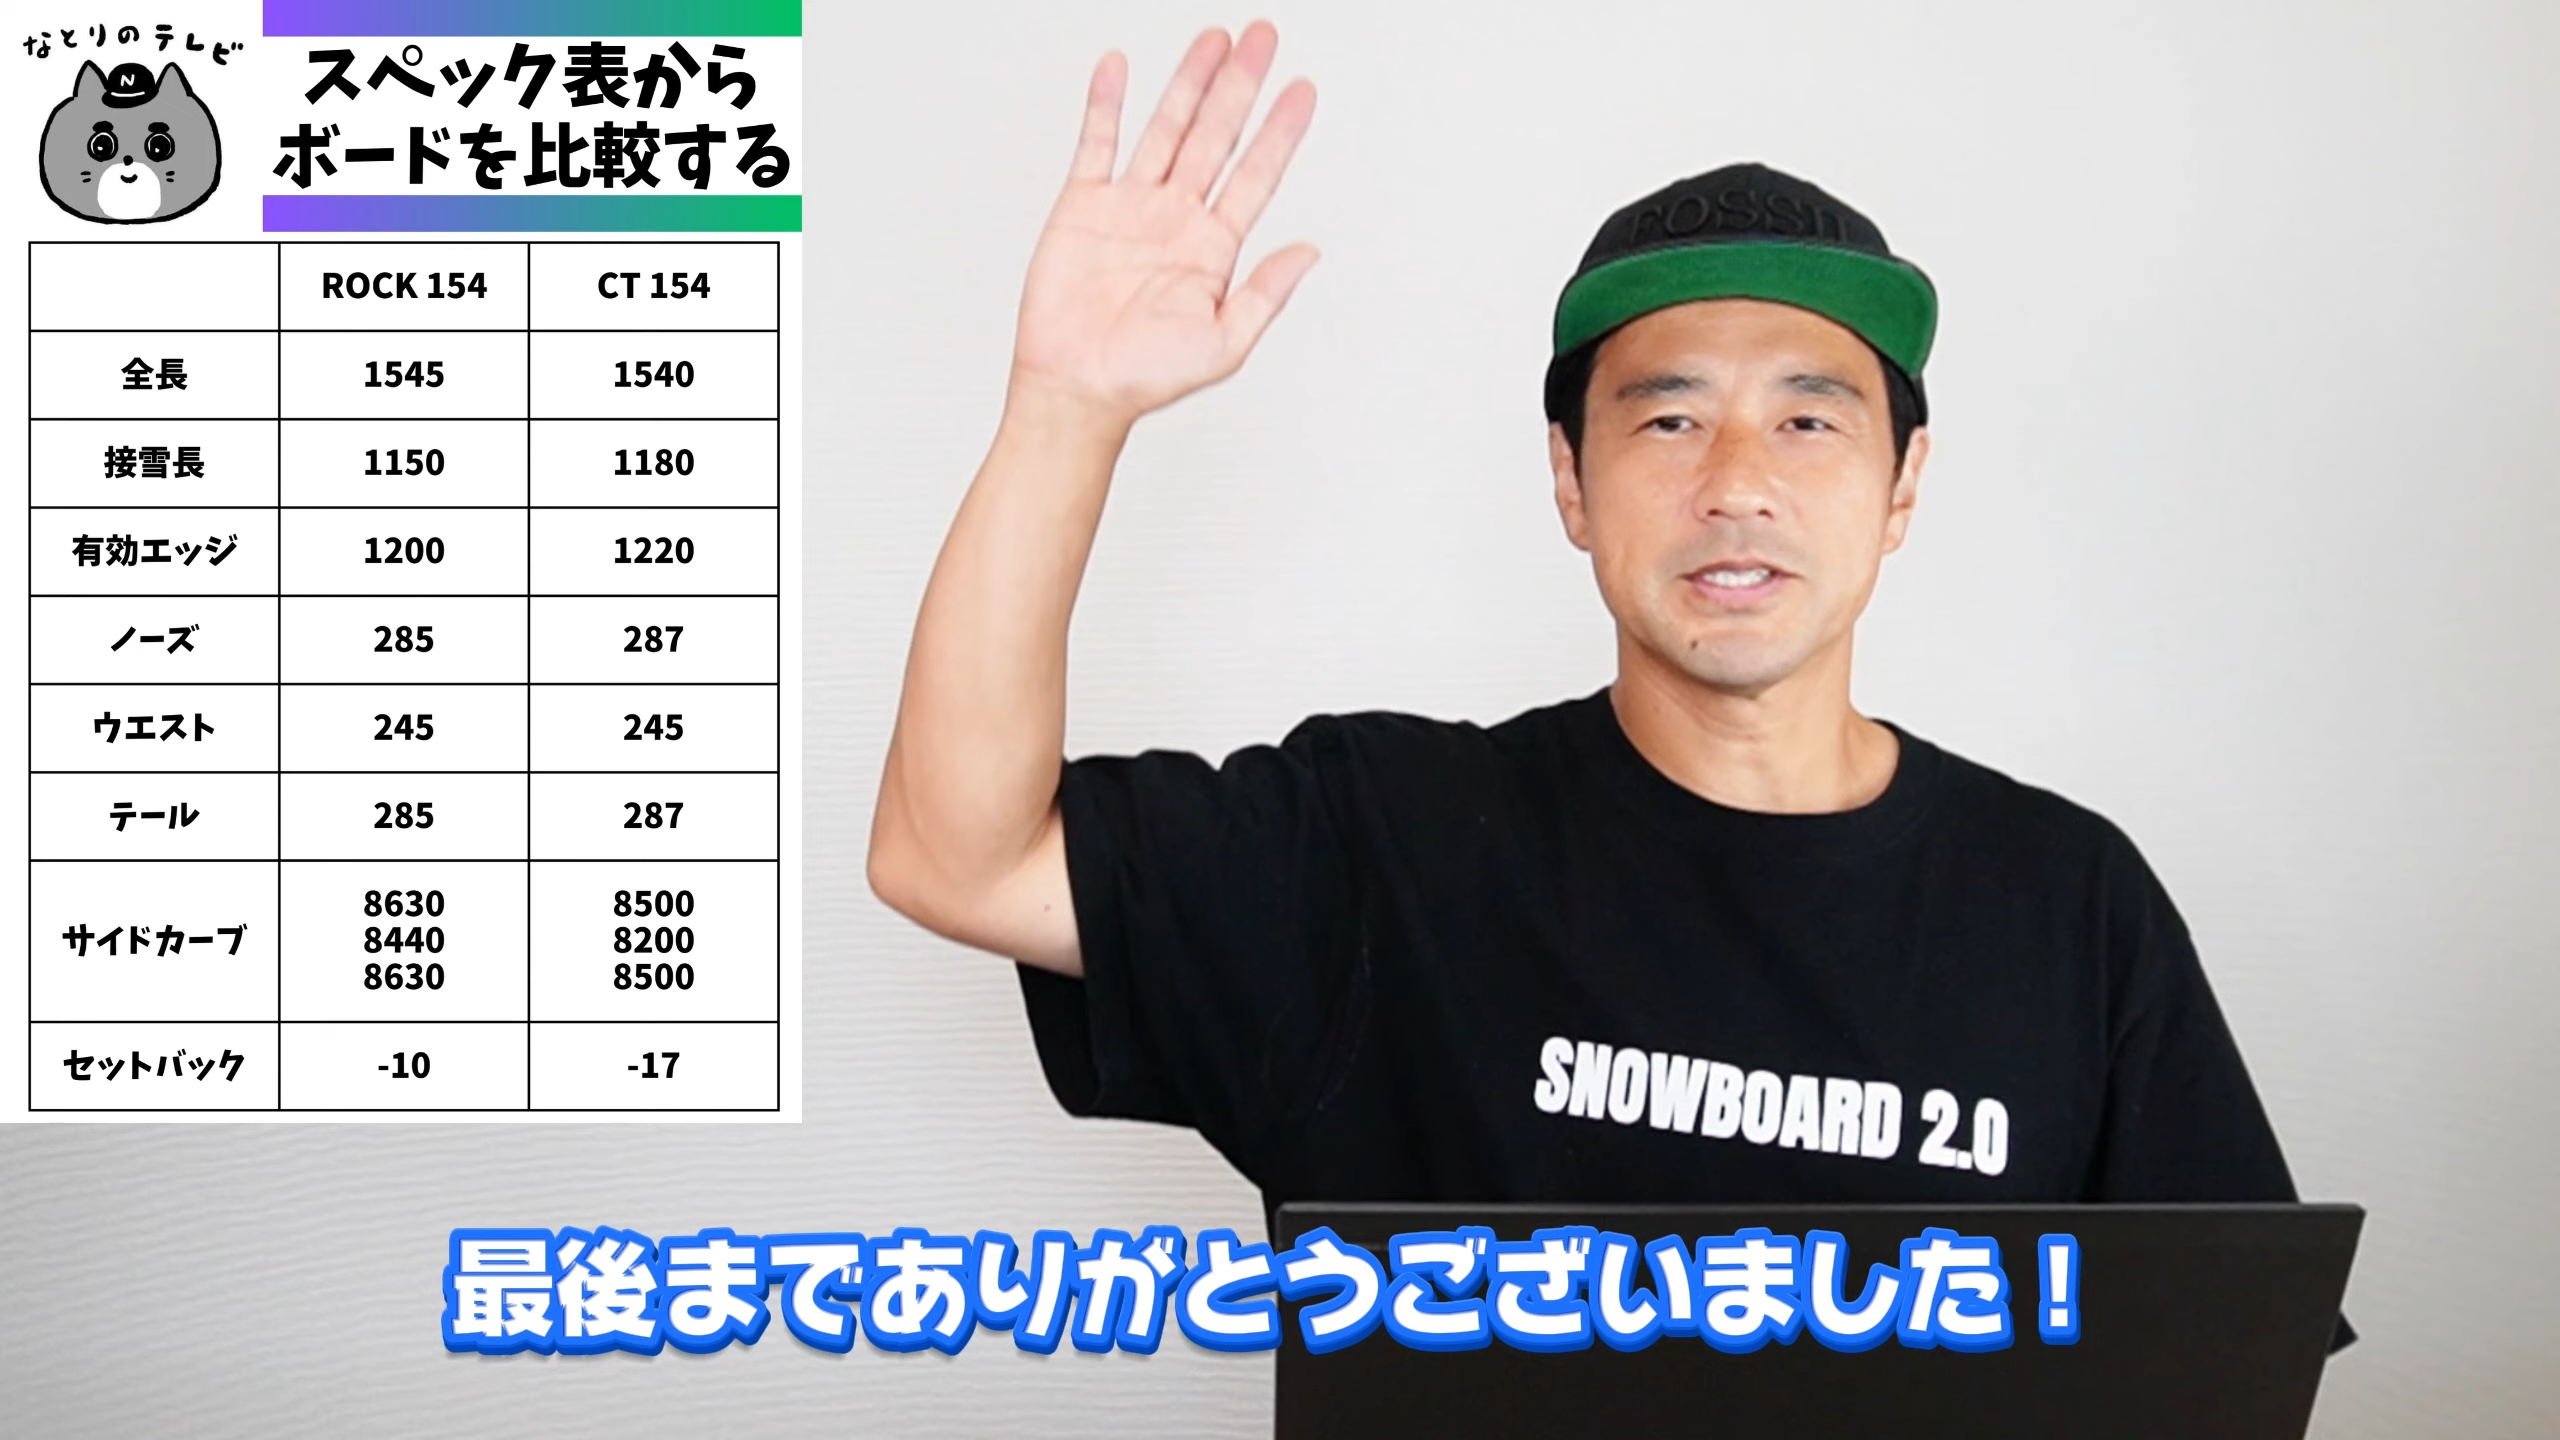 なとりのテレビ
N
スペック表から
ボードを比較する
ROCK 154 CT 154
全長 1545 1540
接雪長 1150 1180
有効エッジ 1200 1220
ノーズ 285 287
ウエスト 245 245
テール 285 287
サイドカーブ 8630 8500
8440 8200
8630 8500
セットバック -10 -17
FOSSIL
SNOWBOARD 2.0
最後までありがとうございました！